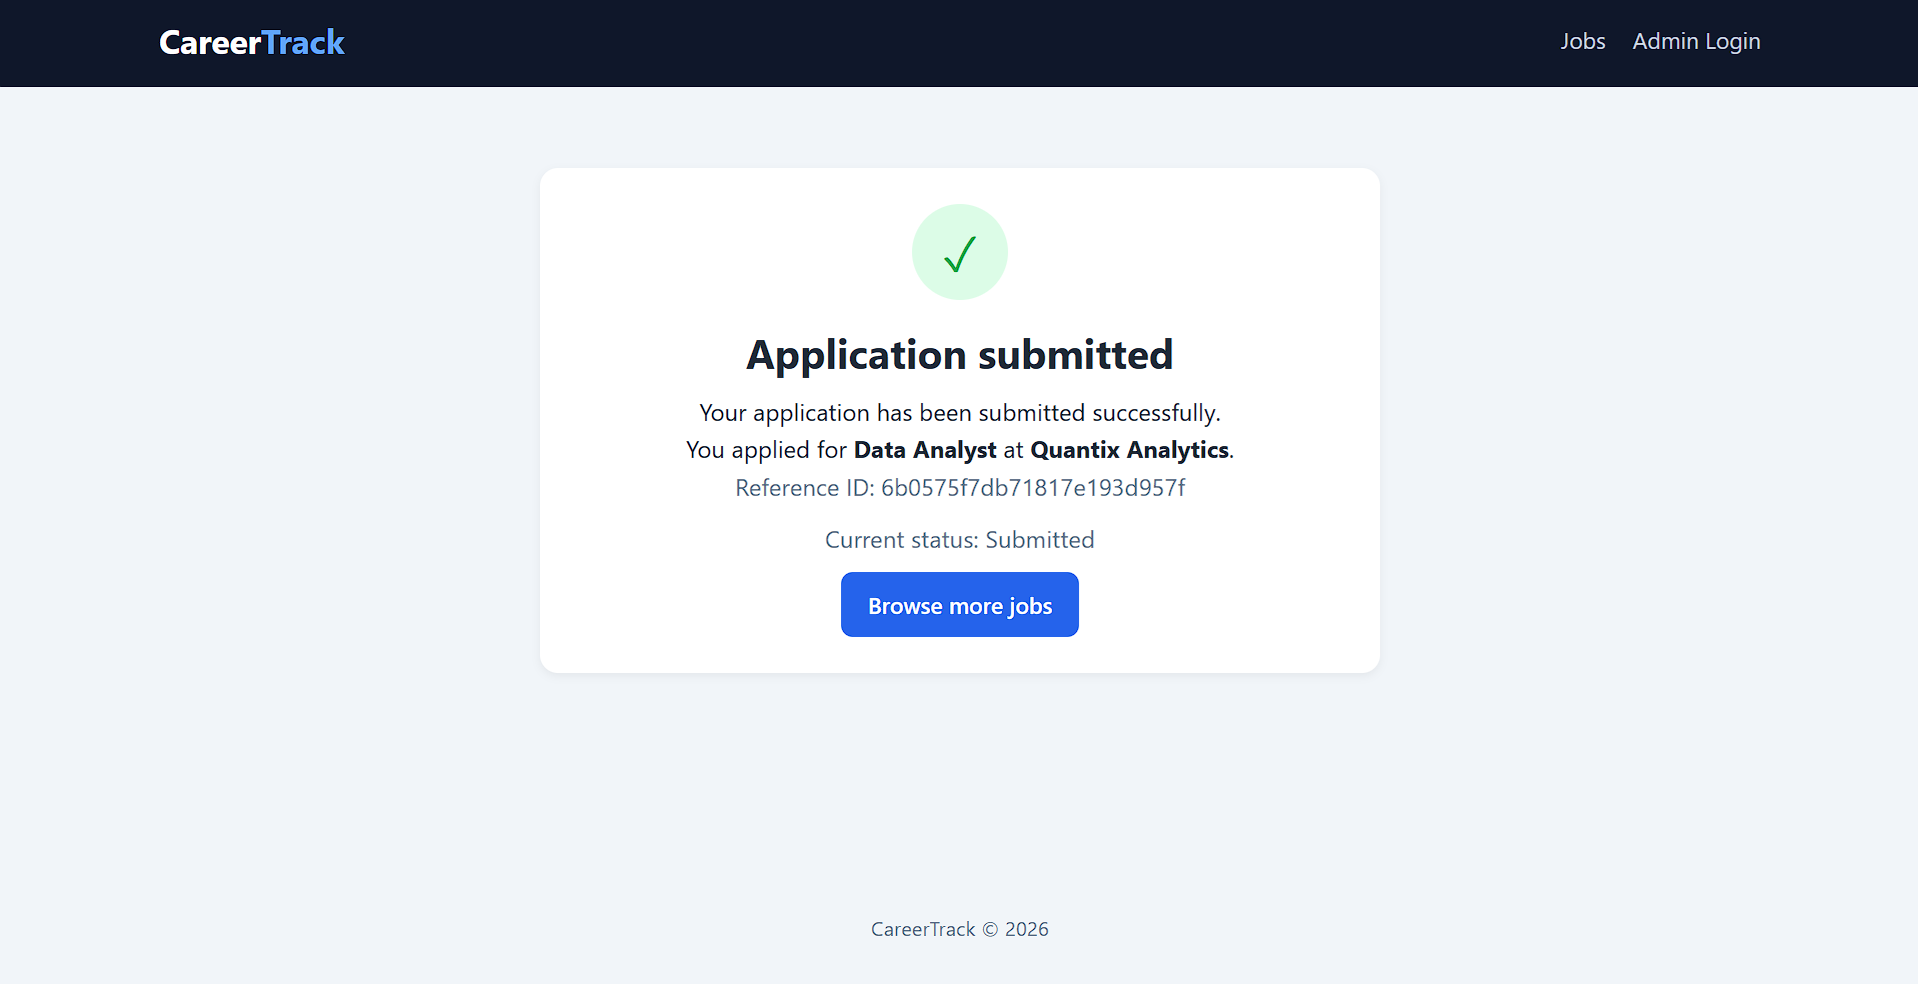 CareerTrack
Jobs
Admin Login
✓
Application submitted
Your application has been submitted successfully.
You applied for Data Analyst at Quantix Analytics.
Reference ID: 6b0575f7db71817e193d957f
Current status: Submitted
Browse more jobs
CareerTrack © 2026